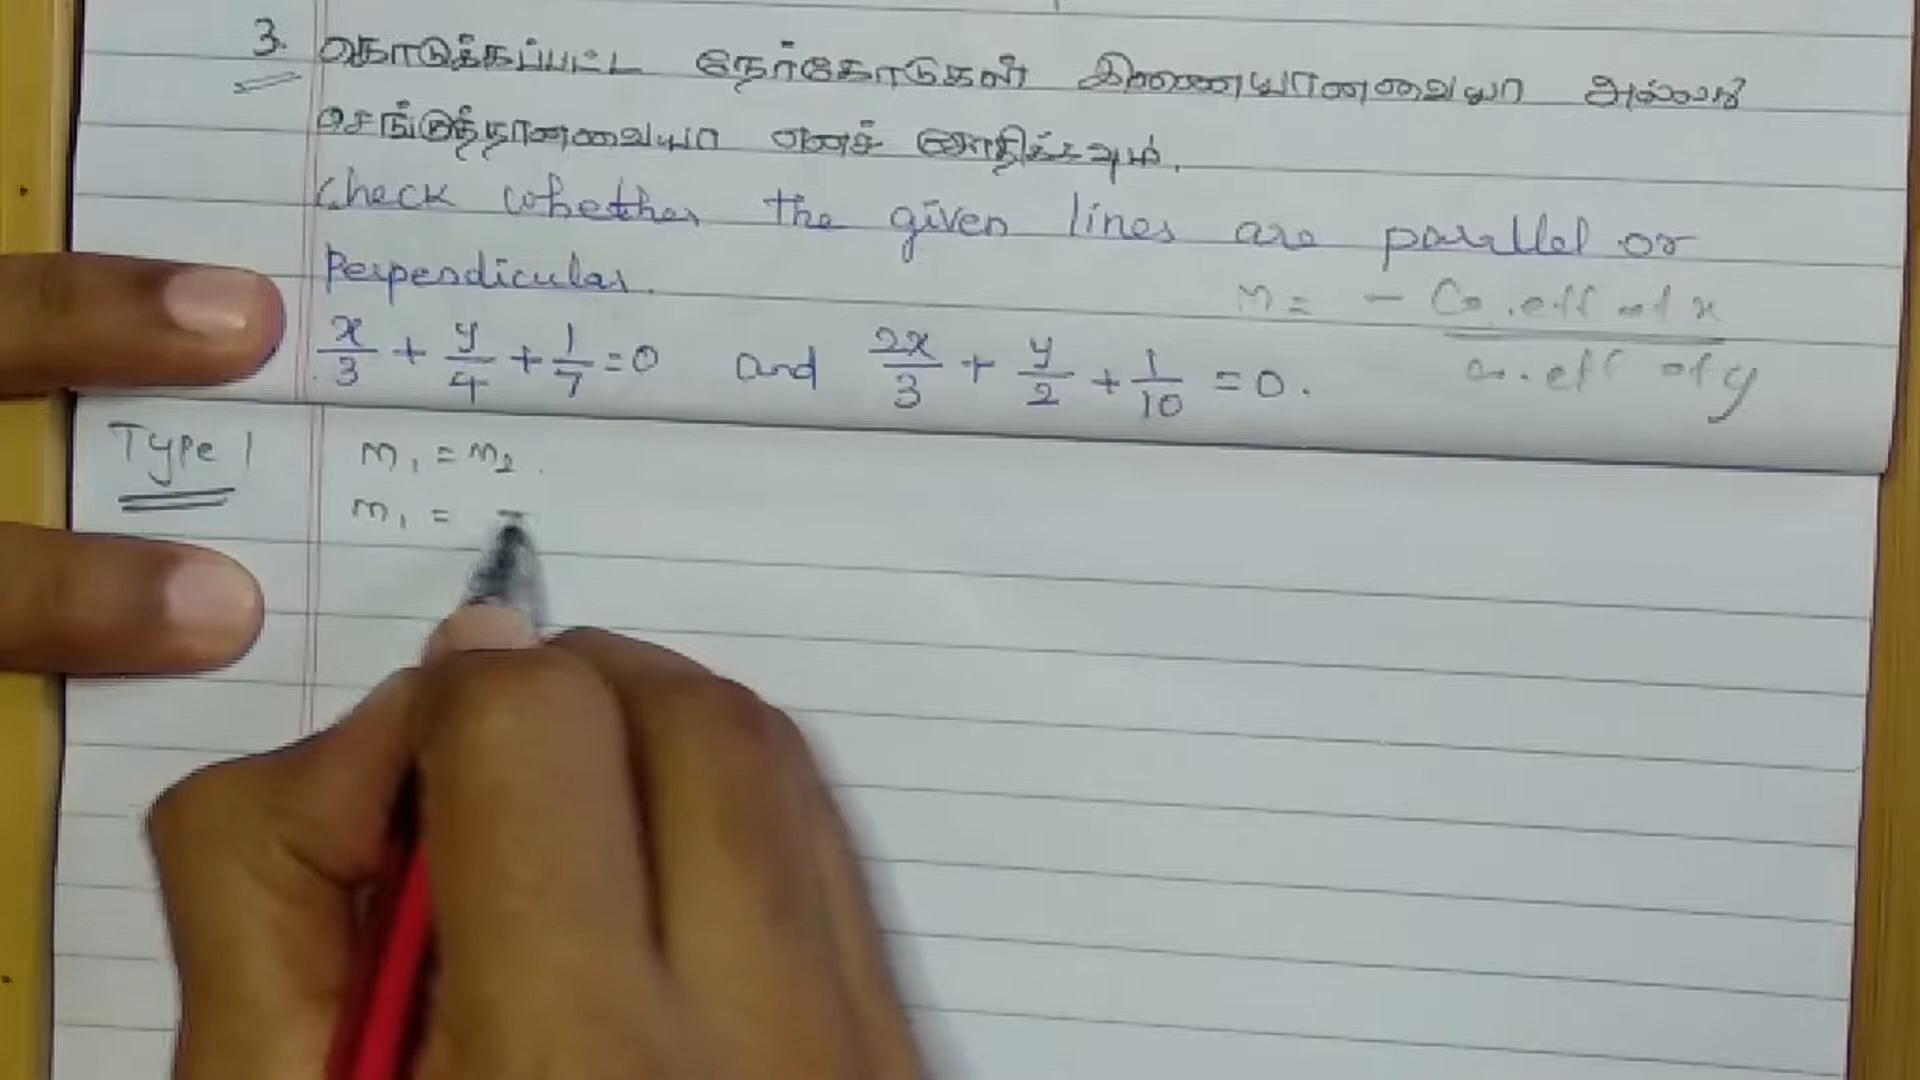 3. கொடுக்கப்பட்ட நேர்கோடுகள் இணையானவையா அல்லது
செங்குத்தானவையா எனச் சோதிக்கவும்.
Check whether the given lines are parallel or
Perpendicular.
m = - Co.eff of x / co.eff of y
x/3 + y/4 + 1/7 = 0 and 2x/3 + y/2 + 1/10 = 0.
Type 1
m₁ = m₂.
m₁ = -